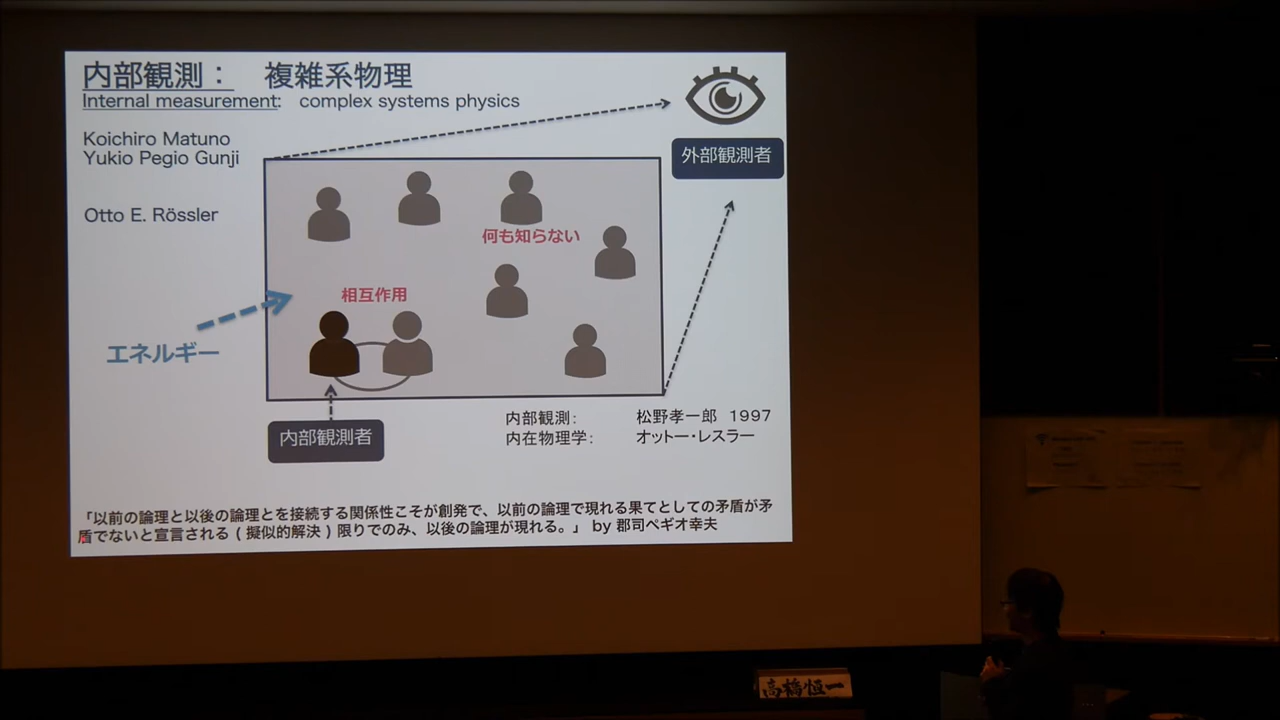 内部観測： 複雑系物理
Internal measurement: complex systems physics
Koichiro Matuno
Yukio Pegio Gunji
外部観測者
Otto E. Rössler
何も知らない
相互作用
エネルギー
内部観測者
内部観測： 松野孝一郎 1997
内在物理学： オットー・レスラー
「以前の論理と以後の論理とを接続する関係性こそが創発で、以前の論理で現れる果てとしての矛盾が矛
盾でないと宣言される ( 擬似的解決 ) 限りでのみ、以後の論理が現れる。」 by 郡司ペギオ幸夫
高橋恒一